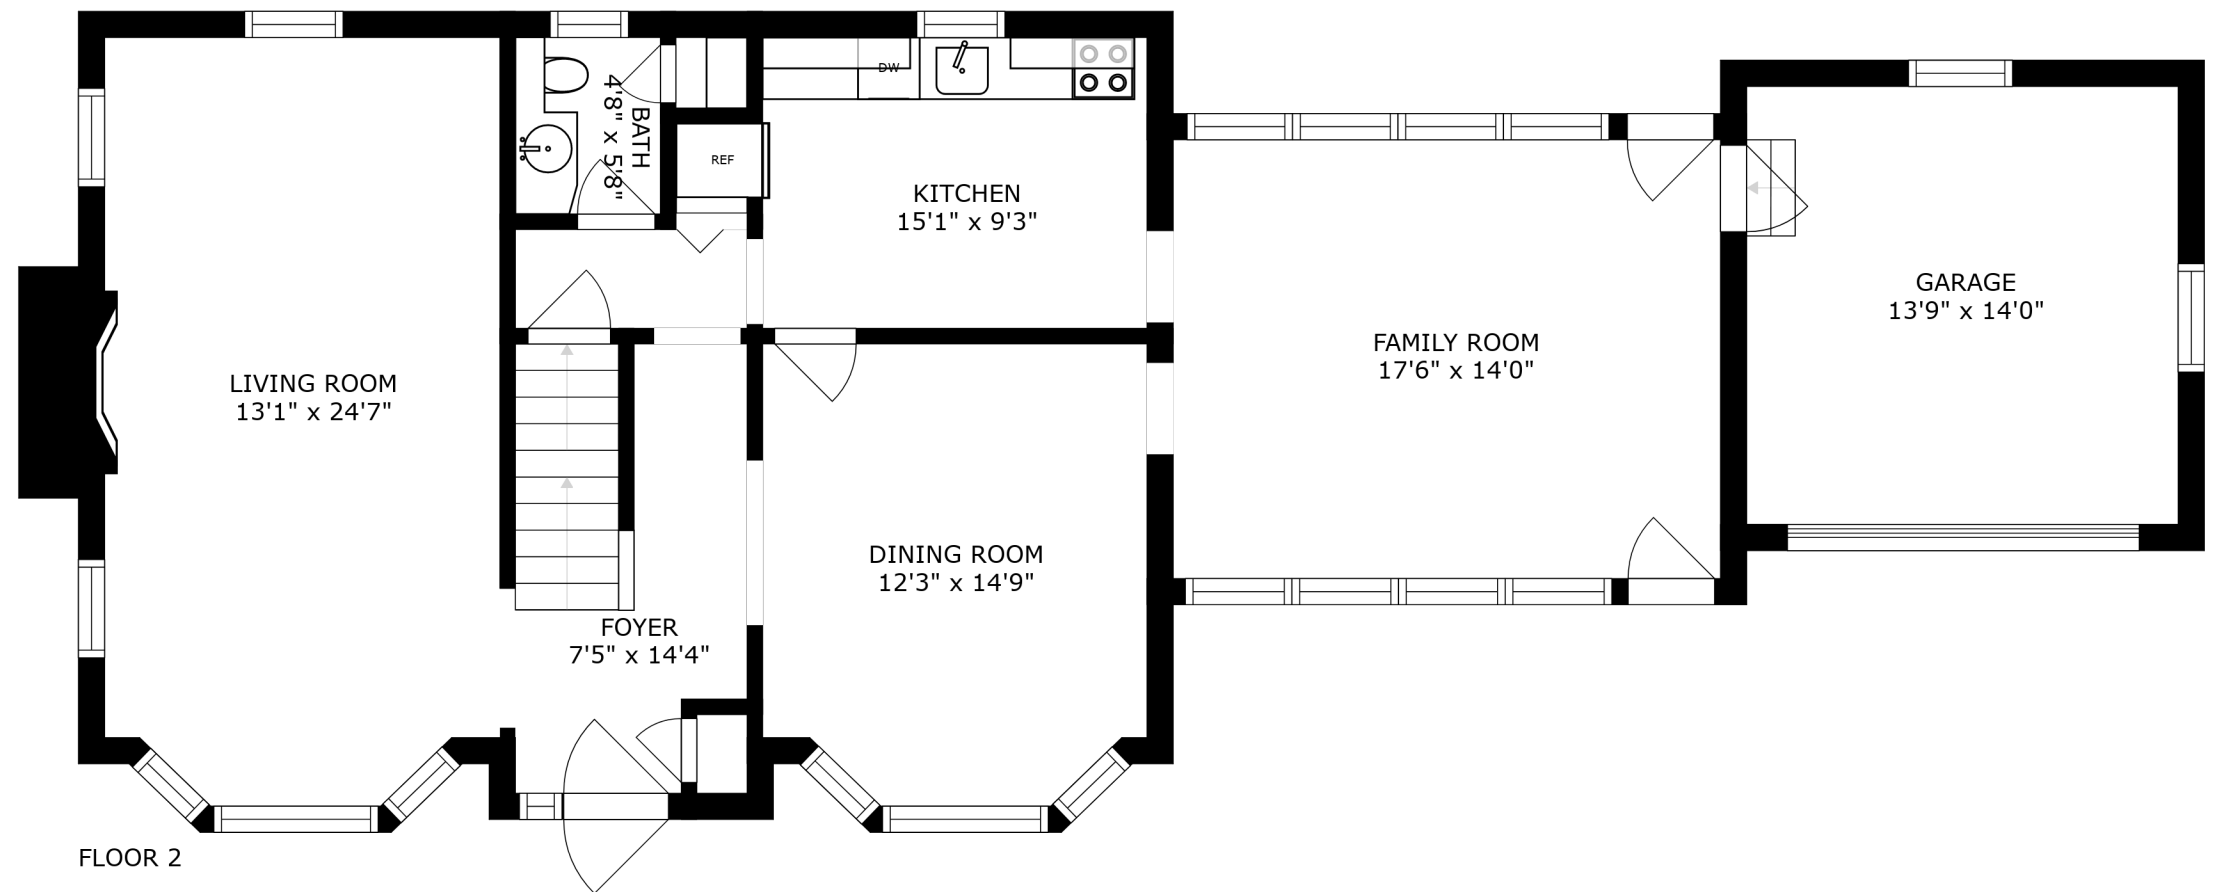 DW
BATH
4'8" x 5'8"
REF
KITCHEN
15'1" x 9'3"
GARAGE
13'9" x 14'0"
FAMILY ROOM
17'6" x 14'0"
LIVING ROOM
13'1" x 24'7"
DINING ROOM
12'3" x 14'9"
FOYER
7'5" x 14'4"
FLOOR 2